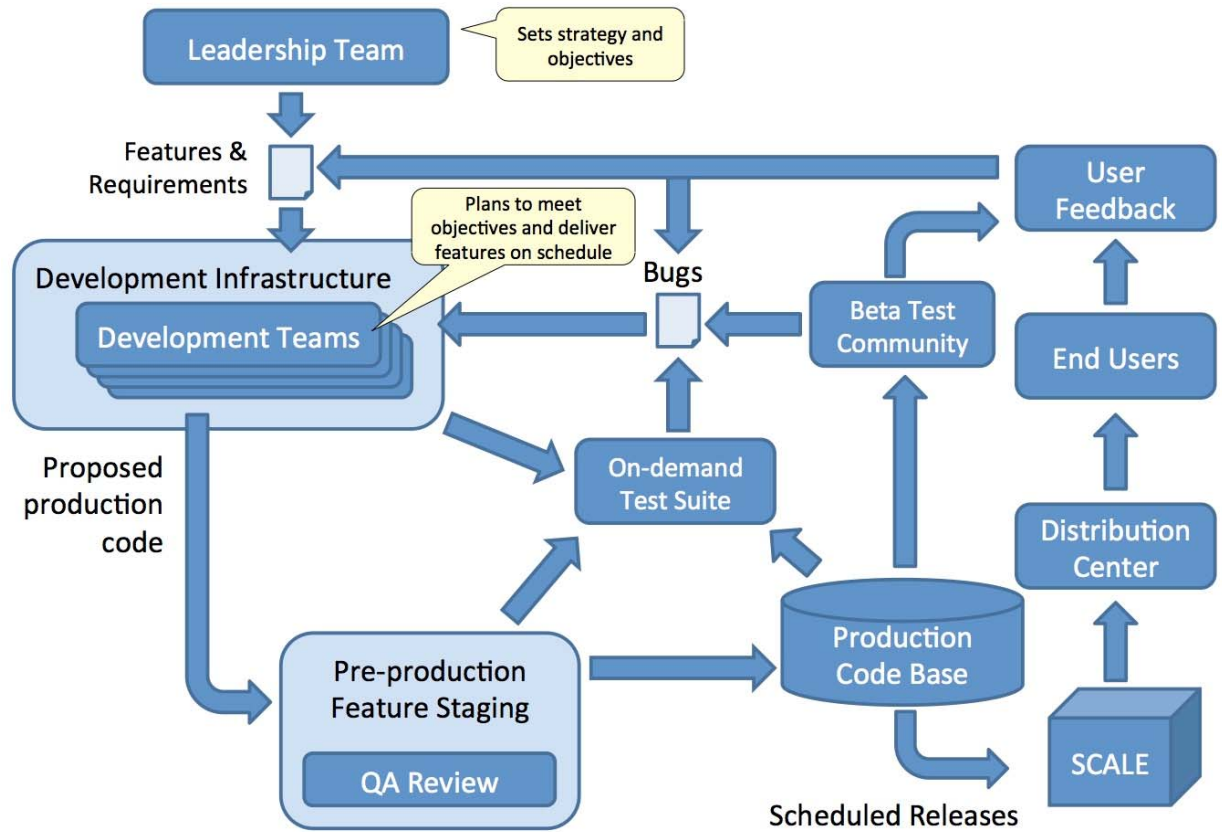 Leadership Team
Sets strategy and
objectives
Features &
Requirements
User
Feedback
Plans to meet
objectives and deliver
features on schedule
Development Infrastructure
Development Teams
Bugs
Beta Test
Community
End Users
Proposed
production
code
On-demand
Test Suite
Distribution
Center
Pre-production
Feature Staging
QA Review
Production
Code Base
SCALE
Scheduled Releases